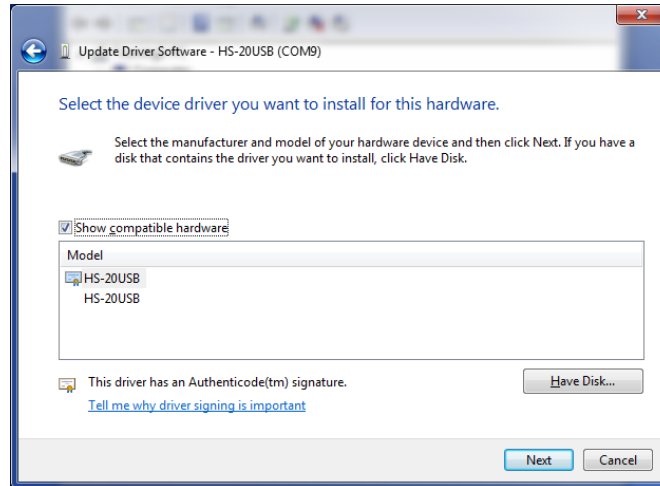 Update Driver Software - HS-20USB (COM9)
Select the device driver you want to install for this hardware.
Select the manufacturer and model of your hardware device and then click Next. If you have a
disk that contains the driver you want to install, click Have Disk.
Show compatible hardware
Model
HS-20USB
HS-20USB
This driver has an Authenticode(tm) signature.
Have Disk...
Tell me why driver signing is important
Next
Cancel